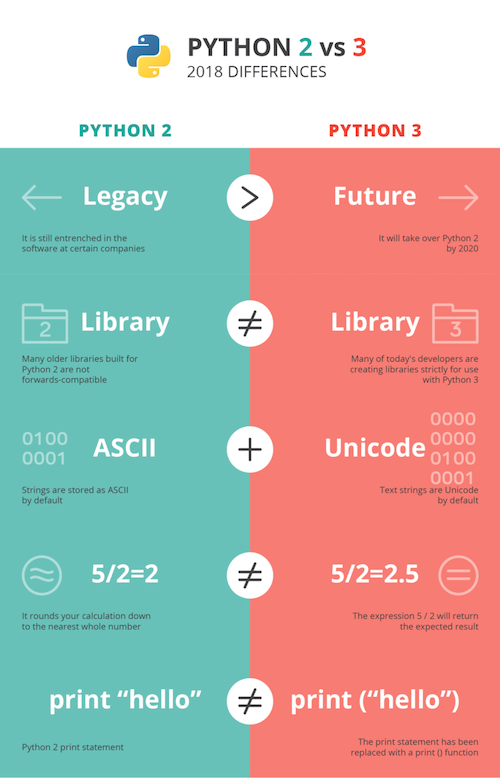 PYTHON 2 vs 3
2018 DIFFERENCES
PYTHON 2
PYTHON 3
Legacy
>
Future
It is still entrenched in the
software at certain companies
It will take over Python 2
by 2020
2
Library
≠
Library
3
Many older libraries built for
Python 2 are not
forwards-compatible
Many of today's developers are
creating libraries strictly for use
with Python 3
0100
0001
ASCII
+
Unicode
0000
0000
0100
0001
Strings are stored as ASCII
by default
Text strings are Unicode
by default
≈
5/2=2
≠
5/2=2.5
=
It rounds your calculation down
to the nearest whole number
The expression 5 / 2 will return
the expected result
print “hello”
≠
print (“hello”)
Python 2 print statement
The print statement has been
replaced with a print () function